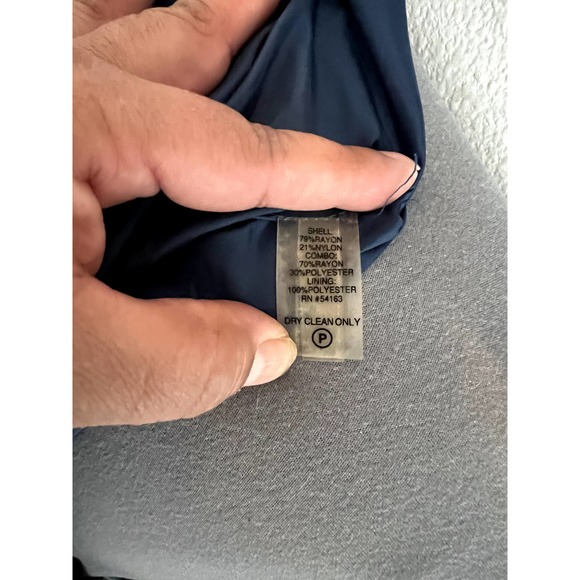 SHELL:
79%RAYON
21%NYLON
COMBO:
70%RAYON
30%POLYESTER
LINING:
100%POLYESTER
RN #54163
DRY CLEAN ONLY
P